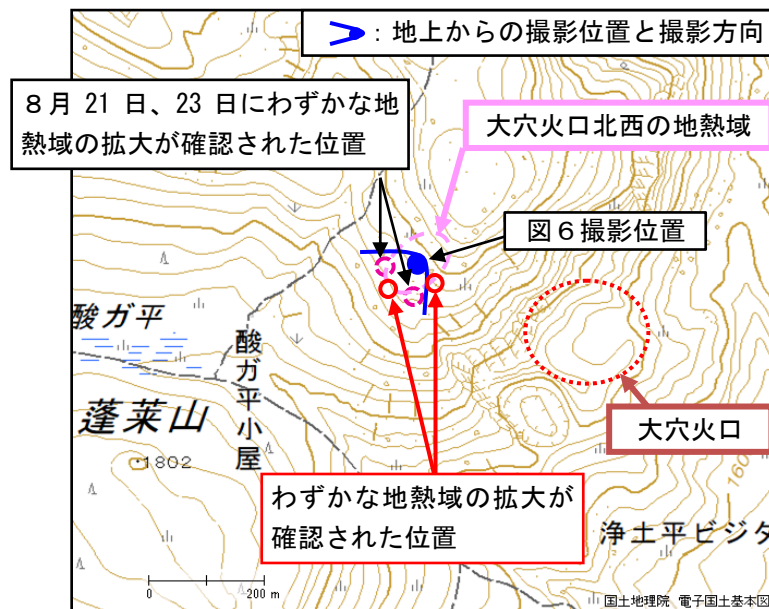 ：地上からの撮影位置と撮影方向
８月 21 日、23 日にわずかな地
熱域の拡大が確認された位置
大穴火口北西の地熱域
図６撮影位置
酸ガ平
酸ガ平小屋
蓬莱山
1802
大穴火口
160
わずかな地熱域の拡大が
確認された位置
浄土平ビジタ
0
200 m
国土地理院 電子国土基本図